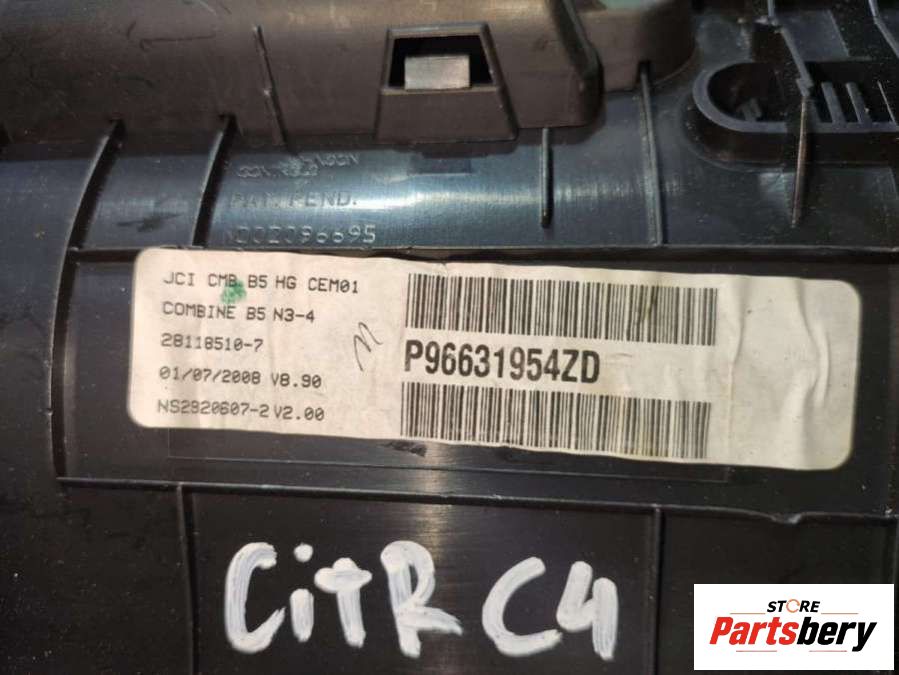 PAT. PEND.
JCI CMB B5 HG CEM01
COMBINE B5 N3-4
28118510-7
01/07/2008 V8.90
NS2920607-2 V2.00
M
P96631954ZD
CitR C4
STORE
Partsbery